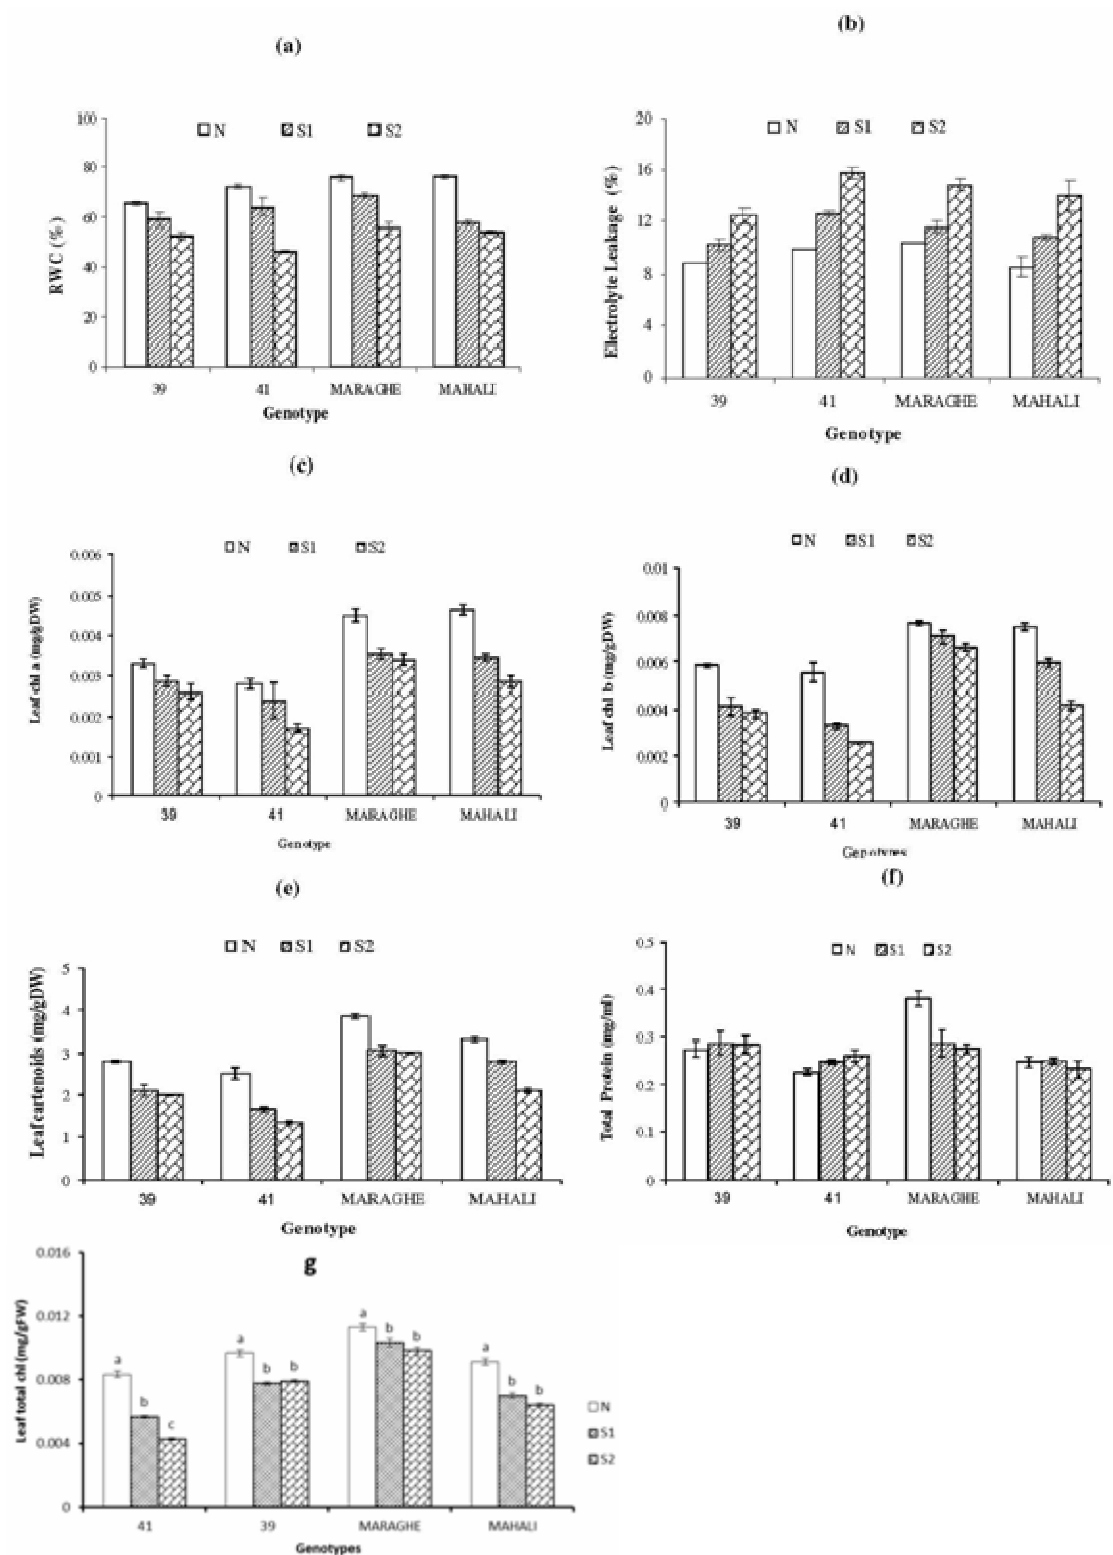 (a)
N S1 S2
100
80
60
40
20
0
RWC (%)
39 41 MARAGHE MAHALI
Genotype
(b)
N S1 S2
20
16
12
8
4
0
Ellectrolyte Leakage (%)
39 41 MARAGHE MAHALI
Genotype
(c)
N S1 S2
0.006
0.005
0.004
0.003
0.002
0.001
0
Leaf chl a (mg/gDW)
39 41 MARAGHE MAHALI
Genotype
(d)
N S1 S2
0.01
0.008
0.006
0.004
0.002
0
Leaf chl b (mg/gDW)
39 41 MARAGHE MAHALI
Genotypes
(e)
N S1 S2
5
4
3
2
1
0
Leaf cartenoids (mg/gDW)
39 41 MARAGHE MAHALI
Genotype
(f)
N S1 S2
0.5
0.4
0.3
0.2
0.1
0
Total Protein (mg/ml)
39 41 MARAGHE MAHALI
Genotype
g
0.016
0.012
0.008
0.004
0
Leaf total chl (mg/gFW)
a b c
a b b
a b b
a b b
N
S1
S2
41 39 MARAGHE MAHALI
Genotypes